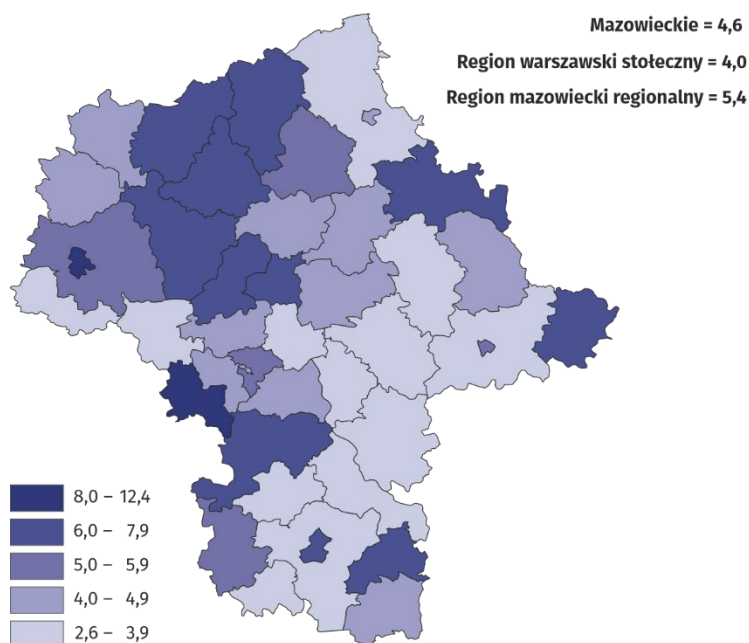 Mazowieckie = 4,6
Region warszawski stołeczny = 4,0
Region mazowiecki regionalny = 5,4
8,0 – 12,4
6,0 – 7,9
5,0 – 5,9
4,0 – 4,9
2,6 – 3,9